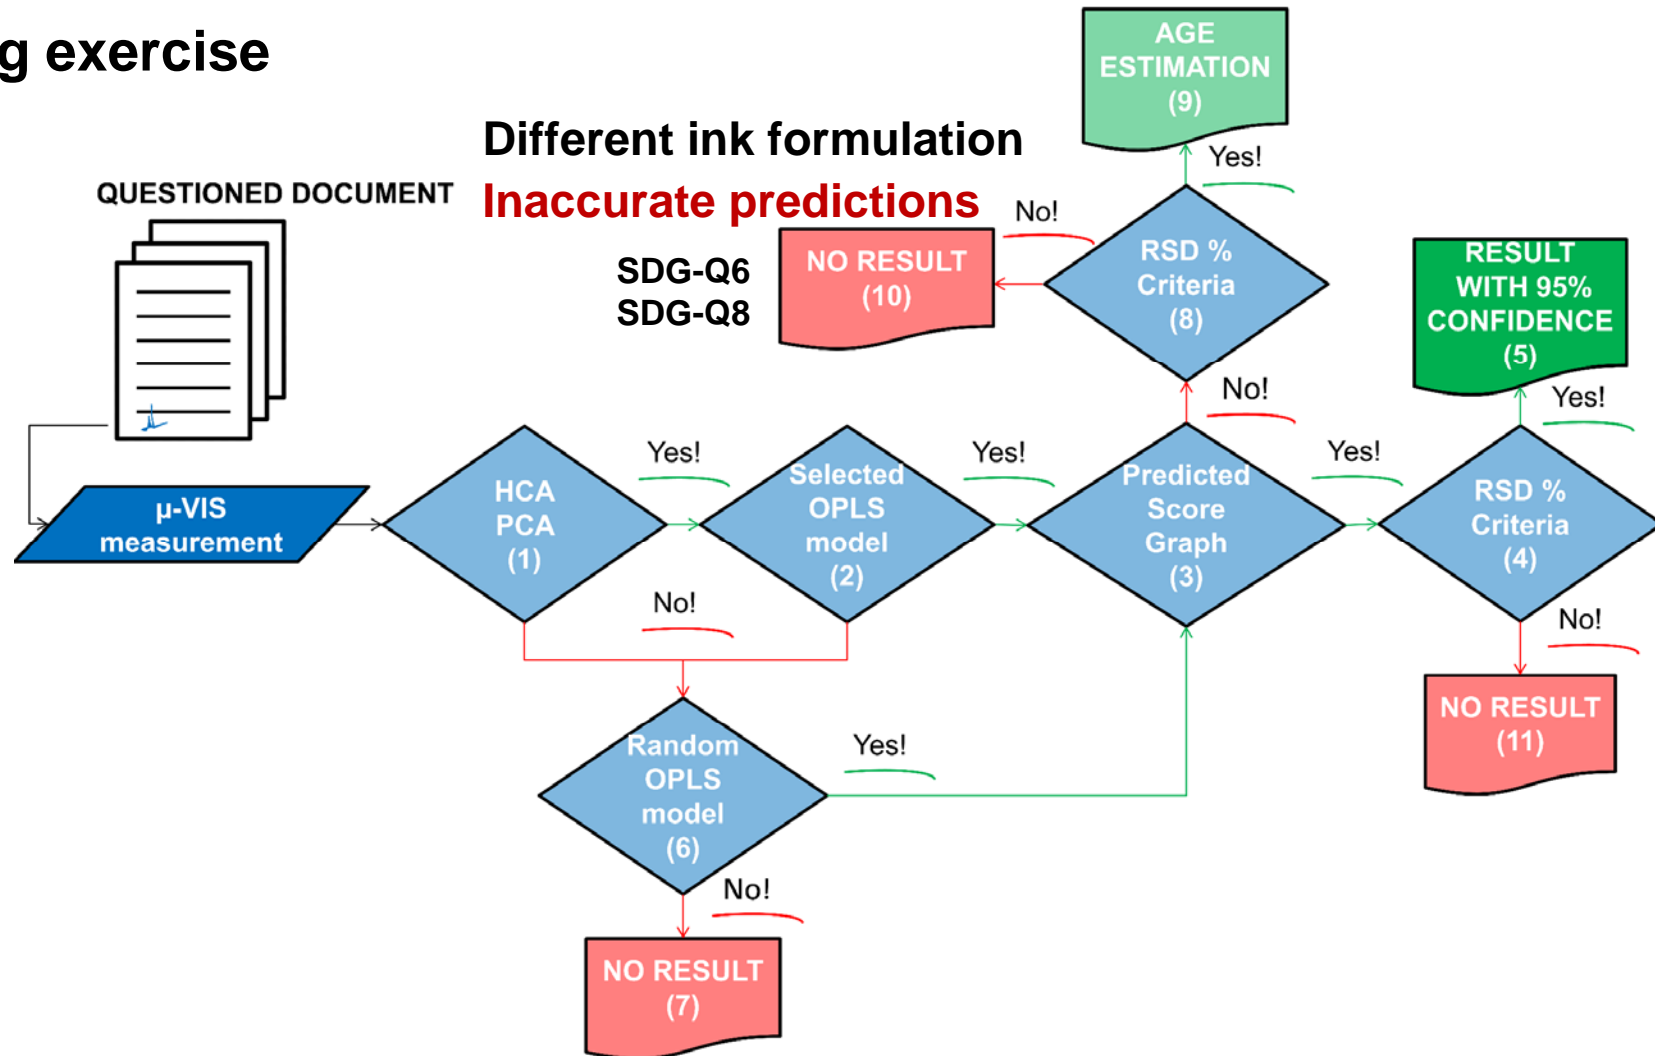 g exercise
AGE
ESTIMATION
(9)
Different ink formulation
Inaccurate predictions
Yes!
QUESTIONED DOCUMENT
No!
SDG-Q6
SDG-Q8
NO RESULT
(10)
RSD %
Criteria
(8)
RESULT
WITH 95%
CONFIDENCE
(5)
No!
Yes!
µ-VIS
measurement
HCA
PCA
(1)
Yes!
Selected
OPLS
model
(2)
Yes!
Predicted
Score
Graph
(3)
Yes!
RSD %
Criteria
(4)
No!
No!
NO RESULT
(11)
Random
OPLS
model
(6)
Yes!
No!
NO RESULT
(7)